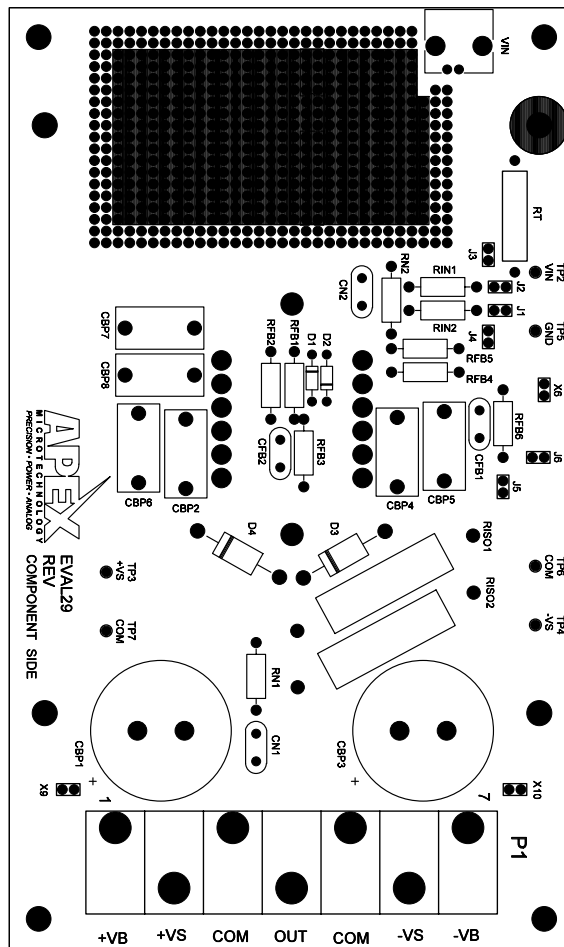 VIN
RT
J3
TP2
VIN
CN2
RN2
RIN1
J2
J1
RIN2
J4
TP5
GND
CBP7
RFB2
RFB1
D1
D2
RFB5
CBP8
RFB4
X6
APEX
MICROTECHNOLOGY
PRECISION • POWER • ANALOG
CBP6
CBP2
CFB2
RFB3
CBP4
CBP5
CFB1
RFB6
J6
J5
EVAL29
REV
COMPONENT SIDE
D4
D3
RISO1
TP3
+VS
RISO2
TP6
COM
TP7
COM
TP4
-VS
RN1
CN1
CBP1
CBP3
+
+
X9
1
7
X10
P1
+VB
+VS
COM
OUT
COM
-VS
-VB